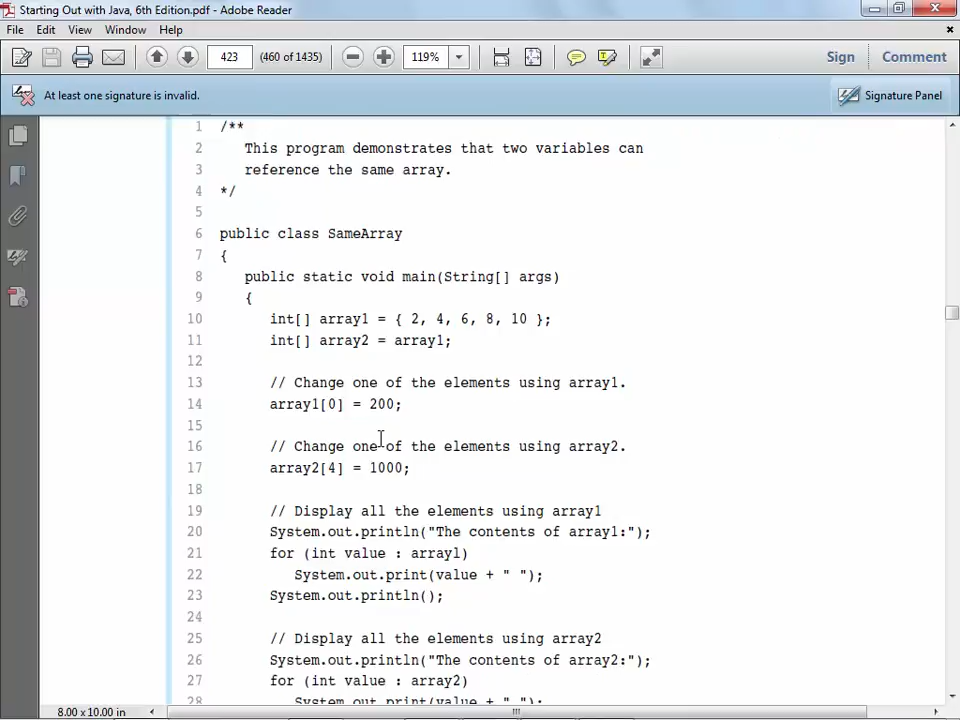 Starting Out with Java, 6th Edition.pdf - Adobe Reader
File Edit View Window Help
423 (460 of 1435) 119% Sign Comment
At least one signature is invalid. Signature Panel
1 /**
2 This program demonstrates that two variables can
3 reference the same array.
4 */
5
6 public class SameArray
7 {
8 public static void main(String[] args)
9 {
10 int[] array1 = { 2, 4, 6, 8, 10 };
11 int[] array2 = array1;
12
13 // Change one of the elements using array1.
14 array1[0] = 200;
15
16 // Change one of the elements using array2.
17 array2[4] = 1000;
18
19 // Display all the elements using array1
20 System.out.println("The contents of array1:");
21 for (int value : array1)
22 System.out.print(value + " ");
23 System.out.println();
24
25 // Display all the elements using array2
26 System.out.println("The contents of array2:");
27 for (int value : array2)
28 System.out.print(value + " ");
8.00 x 10.00 in